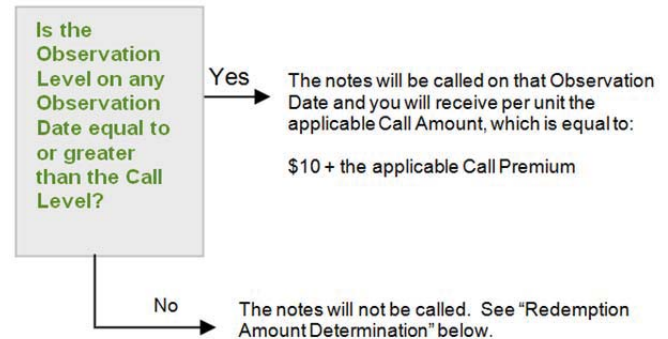 Is the
Observation
Level on any
Observation
Date equal to
or greater
than the Call
Level?
Yes
The notes will be called on that Observation
Date and you will receive per unit the
applicable Call Amount, which is equal to:
$10 + the applicable Call Premium
No
The notes will not be called. See “Redemption
Amount Determination” below.